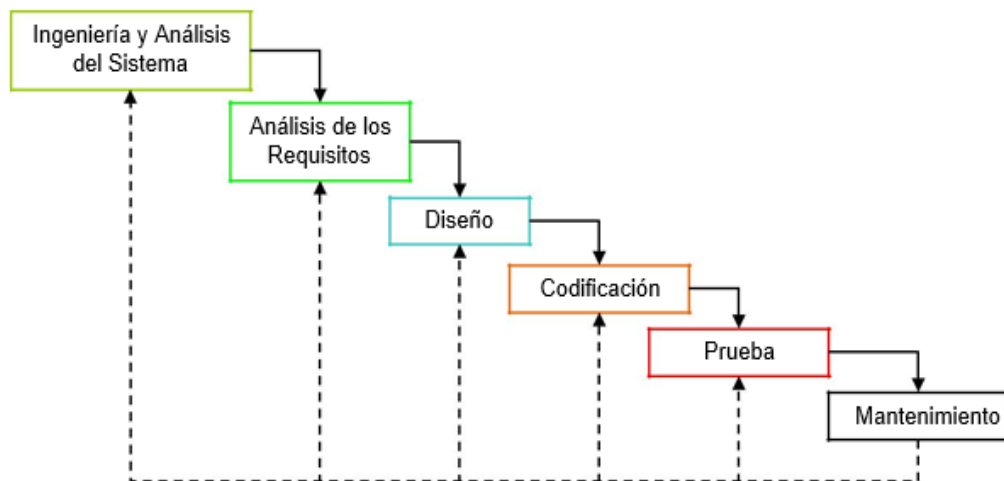 Ingeniería y Análisis
del Sistema
Análisis de los
Requisitos
Diseño
Codificación
Prueba
Mantenimiento